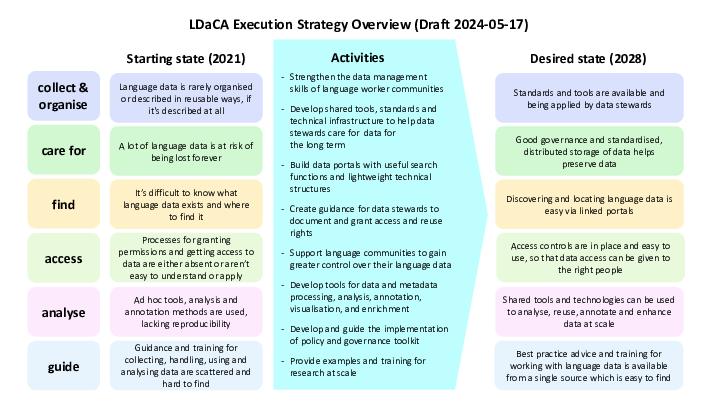 LDaCA Execution Strategy Overview (Draft 2024-05-17)
Starting state (2021)
Activities
Desired state (2028)
collect &
organise
Language data is rarely organised
or described in reusable ways, if
it's described at all
Standards and tools are available and
being applied by data stewards
care for
A lot of language data is at risk of
being lost forever
Good governance and standardised,
distributed storage of data helps
preserve data
find
It's difficult to know what
language data exists and where
to find it
Discovering and locating language data is
easy via linked portals
access
Processes for granting
permissions and getting access to
data are either absent or aren't
easy to understand or apply
Access controls are in place and easy to
use, so that data access can be given to
the right people
analyse
Ad hoc tools, analysis and
annotation methods are used,
lacking reproducibility
Shared tools and technologies can be used
to analyse, reuse, annotate and enhance
data at scale
guide
Guidance and training for
collecting, handling, using and
analysing data are scattered and
hard to find
Best practice advice and training for
working with language data is available
from a single source which is easy to find
- Strengthen the data management
skills of language worker communities
- Develop shared tools, standards and
technical infrastructure to help data
stewards care for data for
the long term
- Build data portals with useful search
functions and lightweight technical
structures
- Create guidance for data stewards to
document and grant access and reuse
rights
- Support language communities to gain
greater control over their language data
- Develop tools for data and metadata
processing, analysis, annotation,
visualisation, and enrichment
- Develop and guide the implementation
of policy and governance toolkit
- Provide examples and training for
research at scale